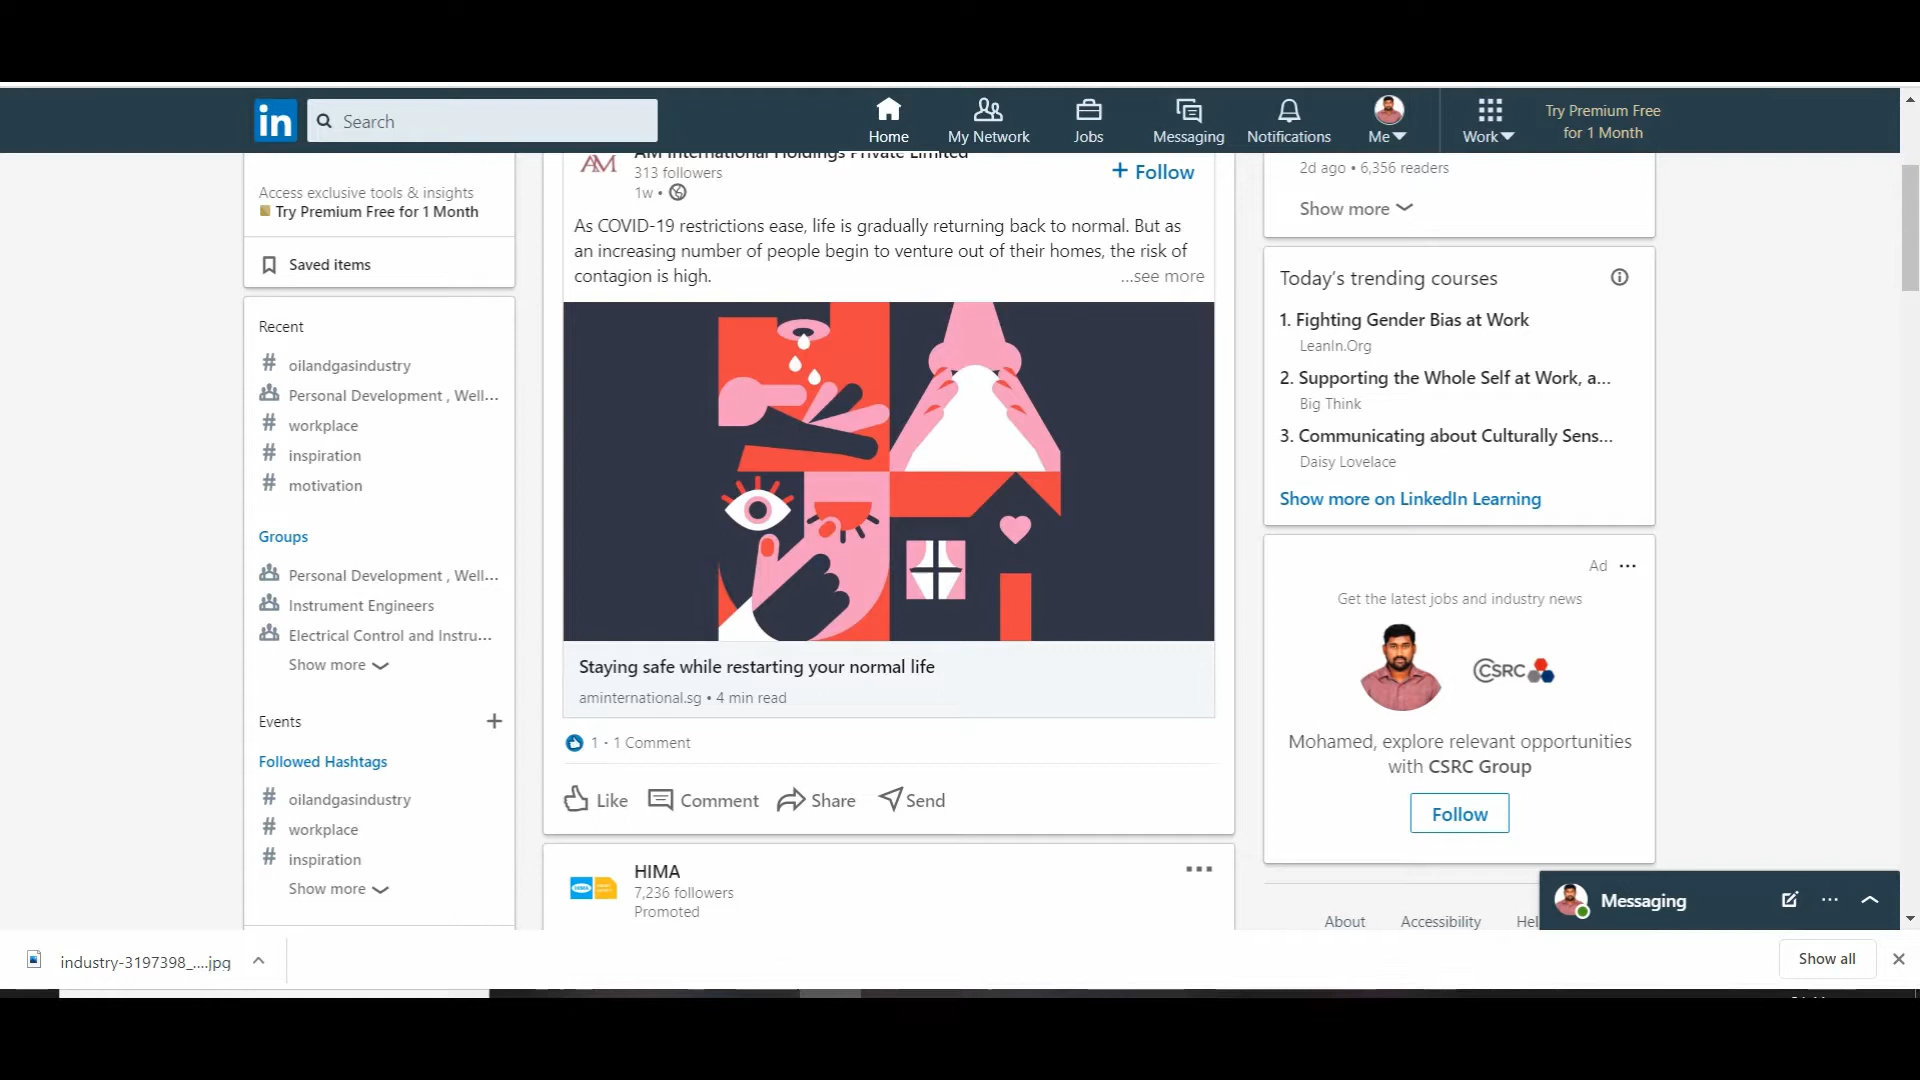 in
Search
Home
My Network
Jobs
Messaging
Notifications
Me
Work
Try Premium Free
for 1 Month
Access exclusive tools & insights
Try Premium Free for 1 Month
Saved items
Recent
# oilandgasindustry
Personal Development , Well...
# workplace
# inspiration
# motivation
Groups
Personal Development , Well...
Instrument Engineers
Electrical Control and Instru...
Show more
Events +
Followed Hashtags
# oilandgasindustry
# workplace
# inspiration
Show more
AM
AM International Holdings Private Limited
313 followers
1w •
+ Follow
As COVID-19 restrictions ease, life is gradually returning back to normal. But as
an increasing number of people begin to venture out of their homes, the risk of
contagion is high.
...see more
Staying safe while restarting your normal life
aminternational.sg • 4 min read
1 · 1 Comment
Like
Comment
Share
Send
HIMA
HIMA
7,236 followers
Promoted
2d ago • 6,356 readers
Show more
Today's trending courses
1. Fighting Gender Bias at Work
LeanIn.Org
2. Supporting the Whole Self at Work, a...
Big Think
3. Communicating about Culturally Sens...
Daisy Lovelace
Show more on LinkedIn Learning
Ad ...
Get the latest jobs and industry news
CSRC
Mohamed, explore relevant opportunities
with CSRC Group
Follow
About
Accessibility
Hel
Messaging
industry-3197398_....jpg
Show all